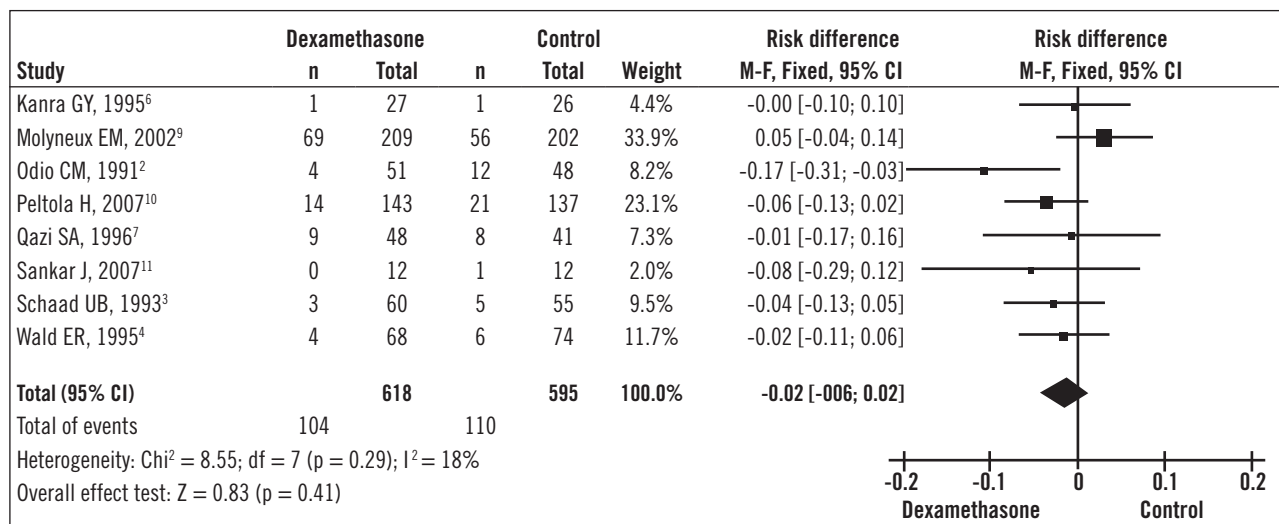 Dexamethasone Control Risk difference Risk difference
Study n Total n Total Weight M-F, Fixed, 95% CI M-F, Fixed, 95% CI
Kanra GY, 1995⁶ 1 27 1 26 4.4% -0.00 [-0.10; 0.10]
Molyneux EM, 2002⁹ 69 209 56 202 33.9% 0.05 [-0.04; 0.14]
Odio CM, 1991² 4 51 12 48 8.2% -0.17 [-0.31; -0.03]
Peltola H, 2007¹⁰ 14 143 21 137 23.1% -0.06 [-0.13; 0.02]
Qazi SA, 1996⁷ 9 48 8 41 7.3% -0.01 [-0.17; 0.16]
Sankar J, 2007¹¹ 0 12 1 12 2.0% -0.08 [-0.29; 0.12]
Schaad UB, 1993³ 3 60 5 55 9.5% -0.04 [-0.13; 0.05]
Wald ER, 1995⁴ 4 68 6 74 11.7% -0.02 [-0.11; 0.06]
Total (95% CI) 618 595 100.0% -0.02 [-006; 0.02]
Total of events 104 110
Heterogeneity: Chi² = 8.55; df = 7 (p = 0.29); I² = 18%
Overall effect test: Z = 0.83 (p = 0.41)
-0.2 -0.1 0 0.1 0.2
Dexamethasone Control